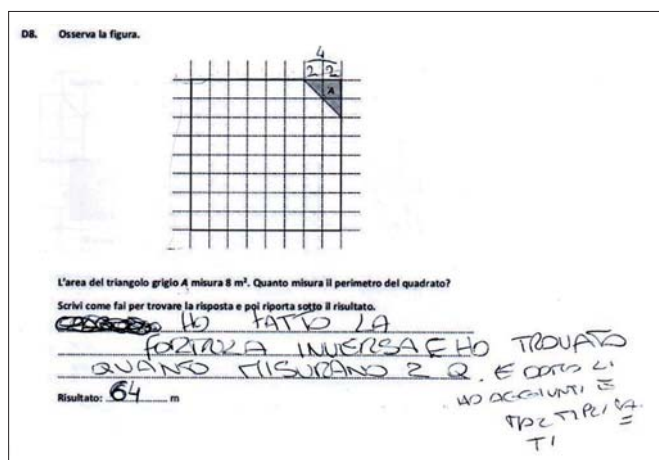 D8. Osserva la figura.
4
2 2
A
L'area del triangolo grigio A misura 8 m². Quanto misura il perimetro del quadrato?
Scrivi come fai per trovare la risposta e poi riporta sotto il risultato.
HO FATTO LA
FORMULA INVERSA E HO TROVATO
QUANTO MISURANO 2 Q. E DOPO LI
HO AGGIUNTI E
MOLTIPLICA
TI
Risultato: 64 m